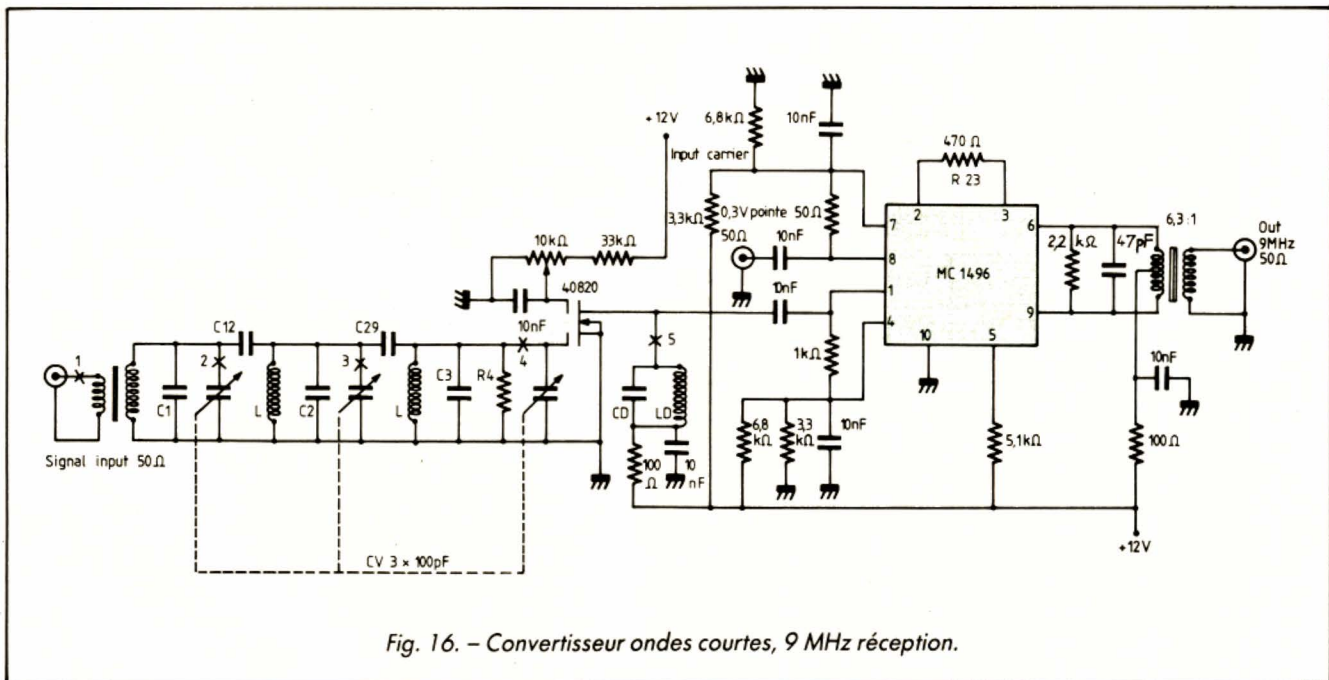 +12V
Input carrier
6,8kΩ
10nF
470 Ω
R 23
3,3kΩ
0,3V pointe
50Ω
50Ω
10nF
10kΩ
33kΩ
40820
10nF
10nF
7
8
1
4
2
3
MC 1496
6
9
10
5
2,2 kΩ
47pF
6,3:1
Out
9MHz
50Ω
C12
C29
1
2
3
4
5
C1
L
C2
L
C3
R4
Signal input 50Ω
CD
LD
100 Ω
10 nF
1kΩ
6,8 kΩ
3,3 kΩ
10nF
5,1kΩ
10nF
100Ω
+12V
CV 3 × 100pF
Fig. 16. – Convertisseur ondes courtes, 9 MHz réception.